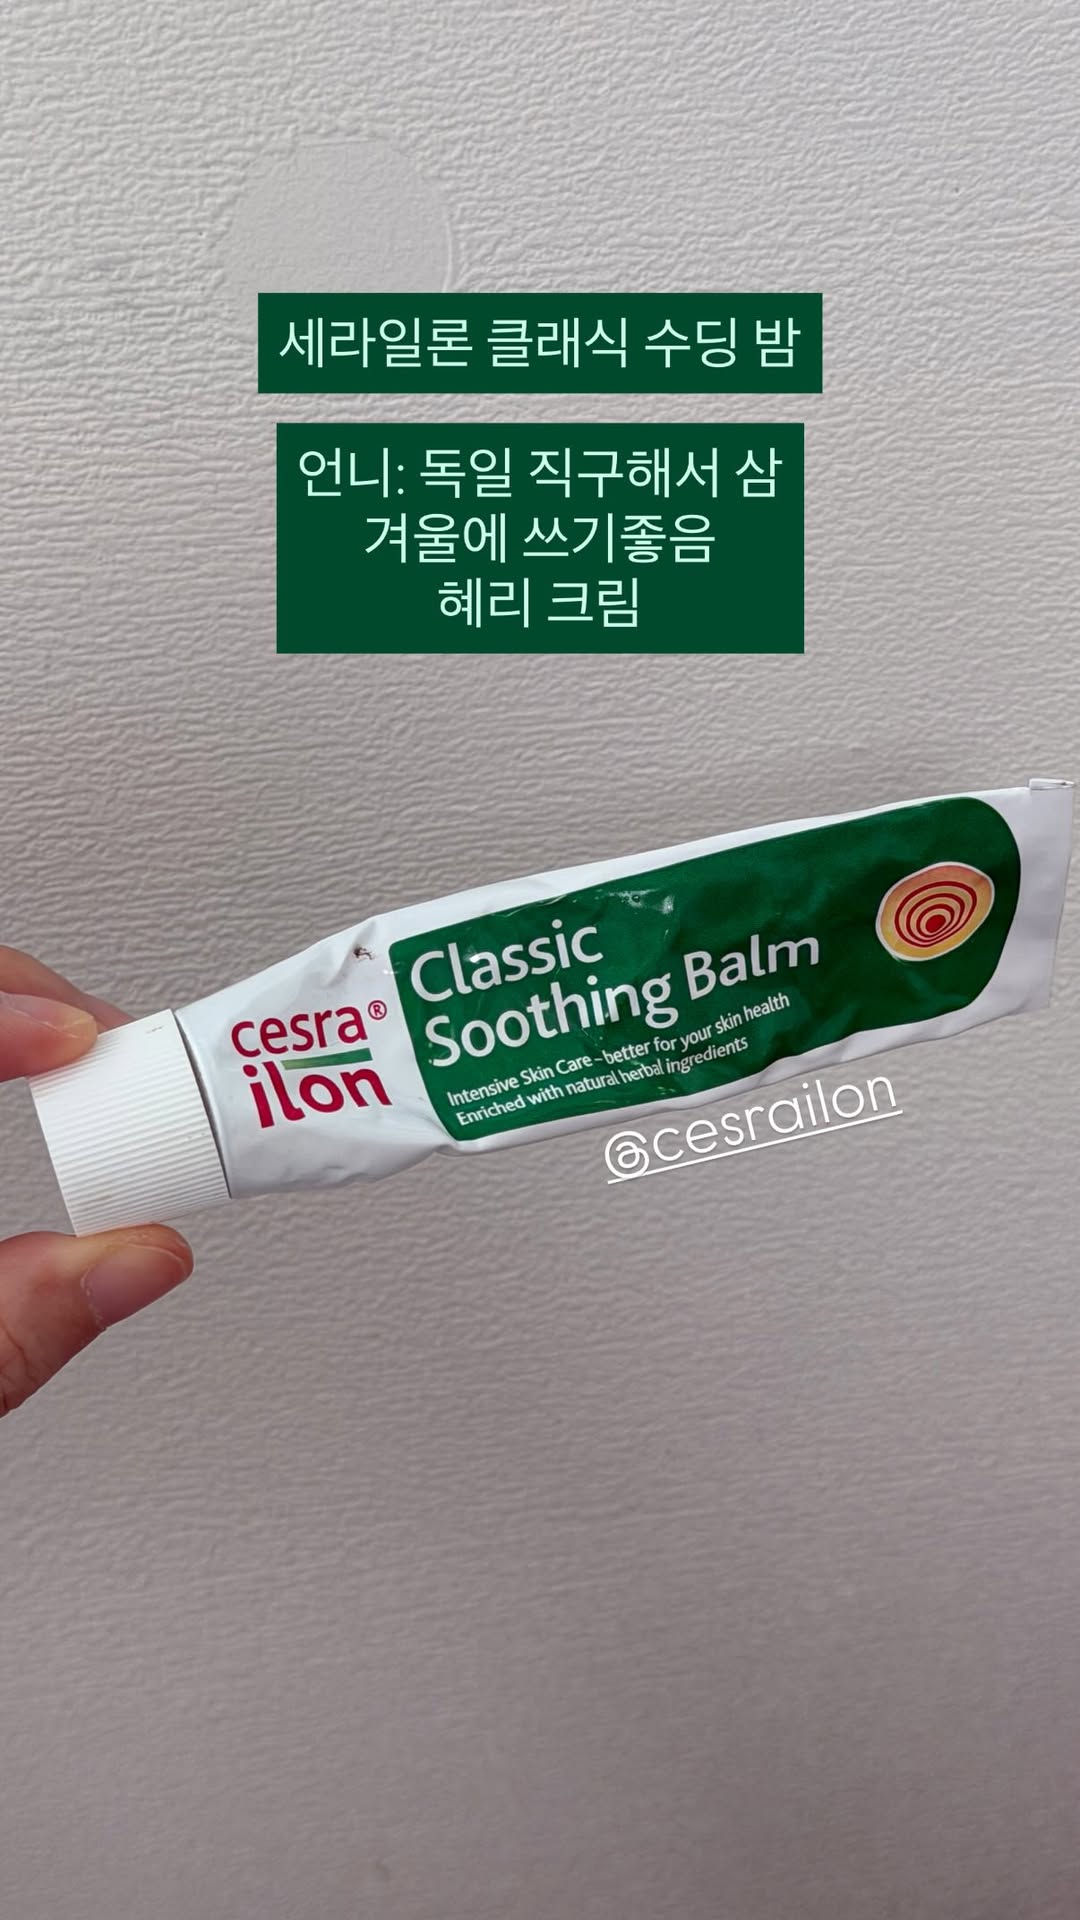 세라일론 클래식 수딩 밤
언니: 독일 직구해서 삼
겨울에 쓰기좋음
혜리 크림
cesra®
ilon
Classic
Soothing Balm
Intensive Skin Care – better for your skin health
Enriched with natural herbal ingredients
@cesrailon